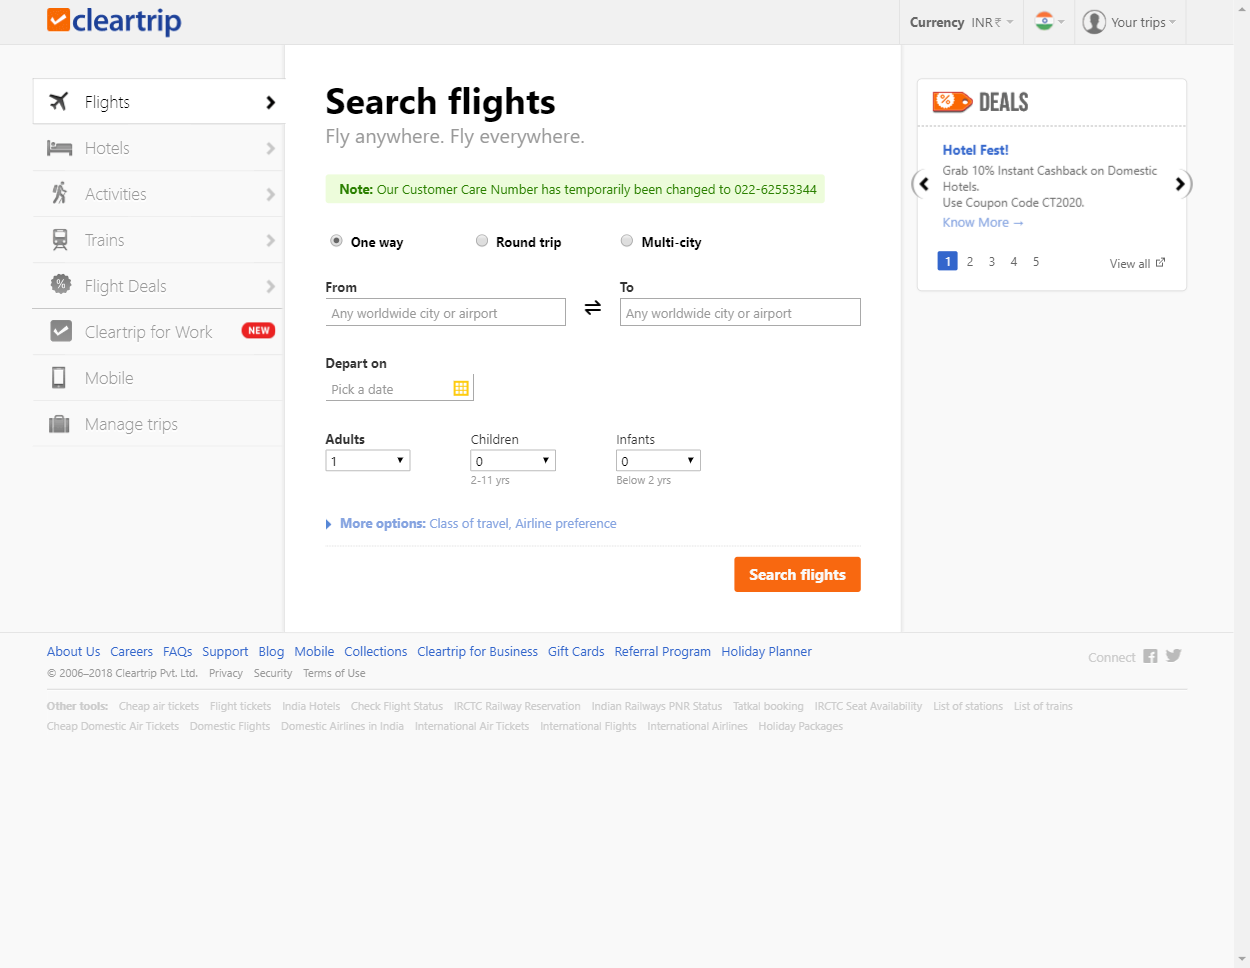 cleartrip
Currency INR₹
Your trips
Flights
Hotels
Activities
Trains
Flight Deals
Cleartrip for Work NEW
Mobile
Manage trips
Search flights
Fly anywhere. Fly everywhere.
Note: Our Customer Care Number has temporarily been changed to 022-62553344
One way Round trip Multi-city
From To
Any worldwide city or airport Any worldwide city or airport
Depart on
Pick a date
Adults Children Infants
1 0 0
2-11 yrs Below 2 yrs
More options: Class of travel, Airline preference
Search flights
% DEALS
Hotel Fest!
Grab 10% Instant Cashback on Domestic
Hotels.
Use Coupon Code CT2020.
Know More →
1 2 3 4 5 View all
About Us Careers FAQs Support Blog Mobile Collections Cleartrip for Business Gift Cards Referral Program Holiday Planner
© 2006–2018 Cleartrip Pvt. Ltd. Privacy Security Terms of Use
Connect
Other tools: Cheap air tickets Flight tickets India Hotels Check Flight Status IRCTC Railway Reservation Indian Railways PNR Status Tatkal booking IRCTC Seat Availability List of stations List of trains
Cheap Domestic Air Tickets Domestic Flights Domestic Airlines in India International Air Tickets International Flights International Airlines Holiday Packages